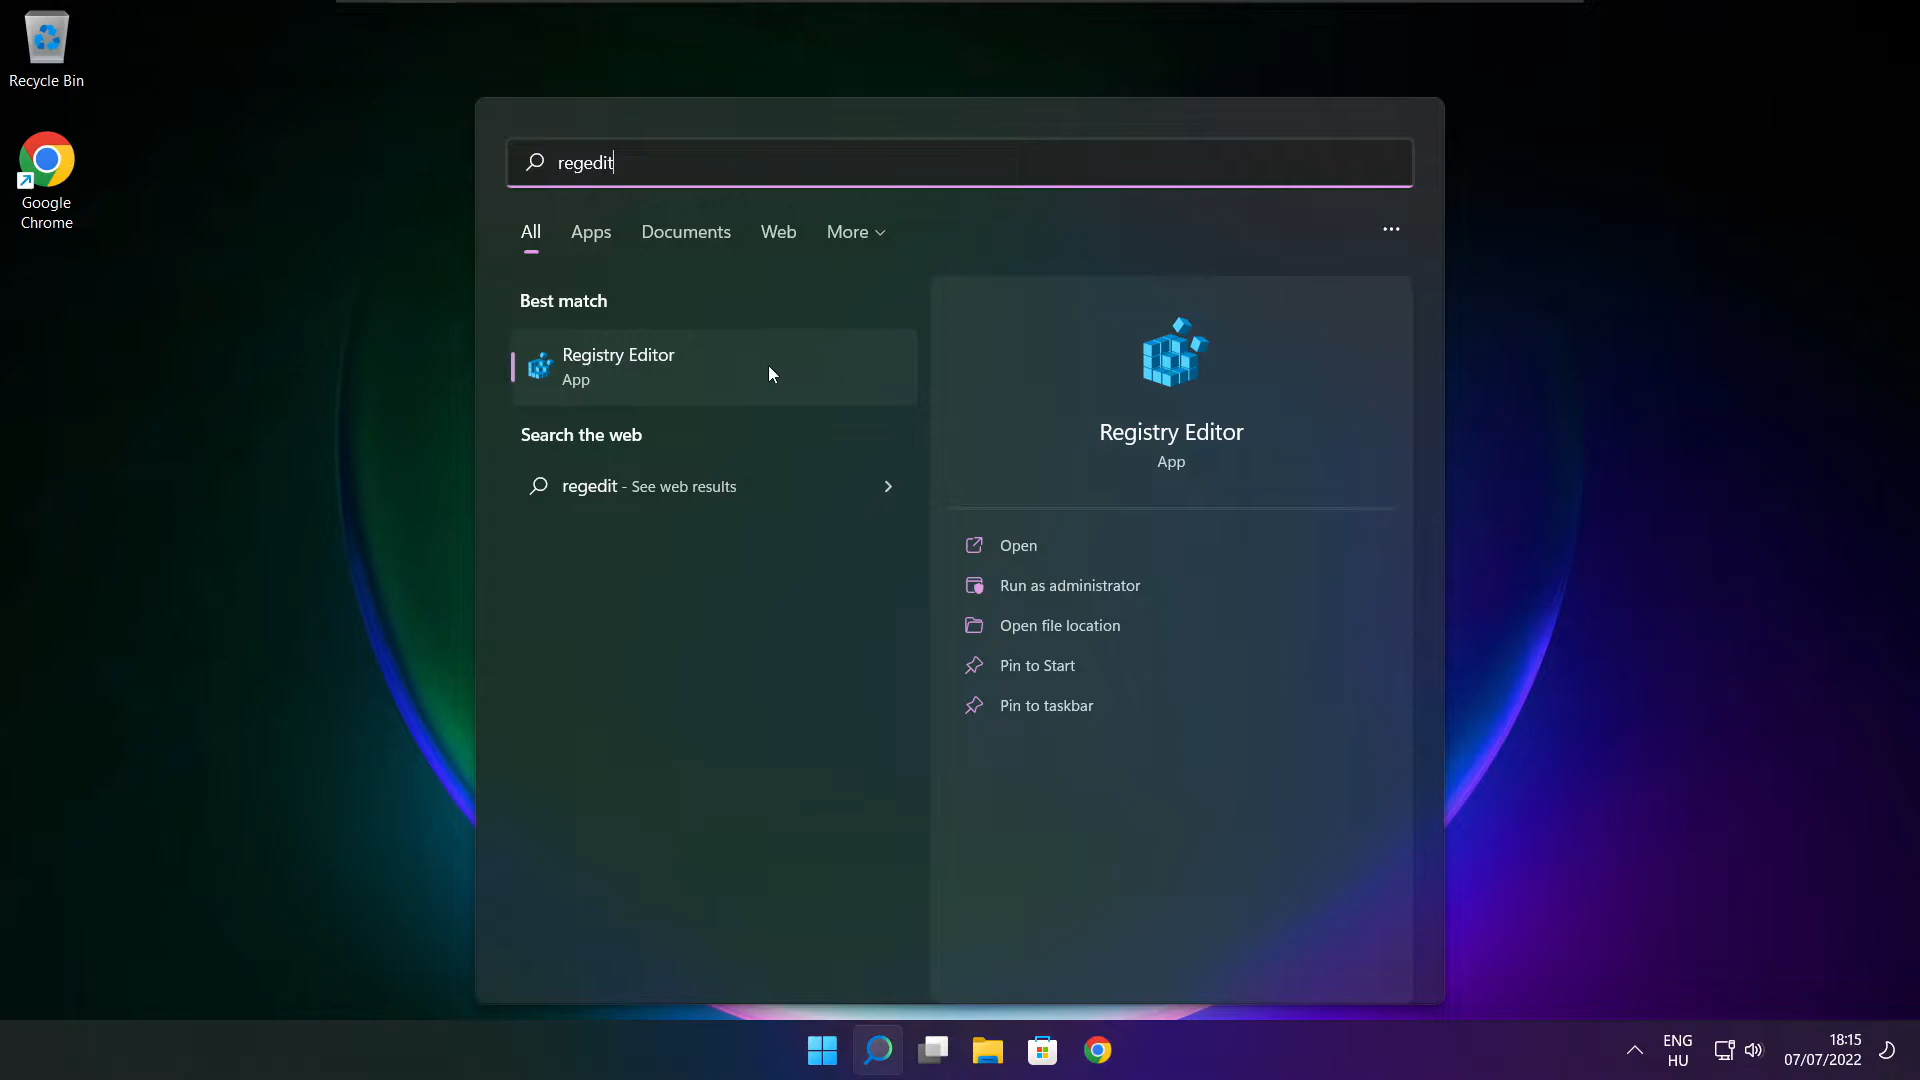 Recycle Bin
Google
Chrome
regedit
All Apps Documents Web More
Best match
Registry Editor
App
Search the web
regedit - See web results
Registry Editor
App
Open
Run as administrator
Open file location
Pin to Start
Pin to taskbar
ENG
HU
18:15
07/07/2022